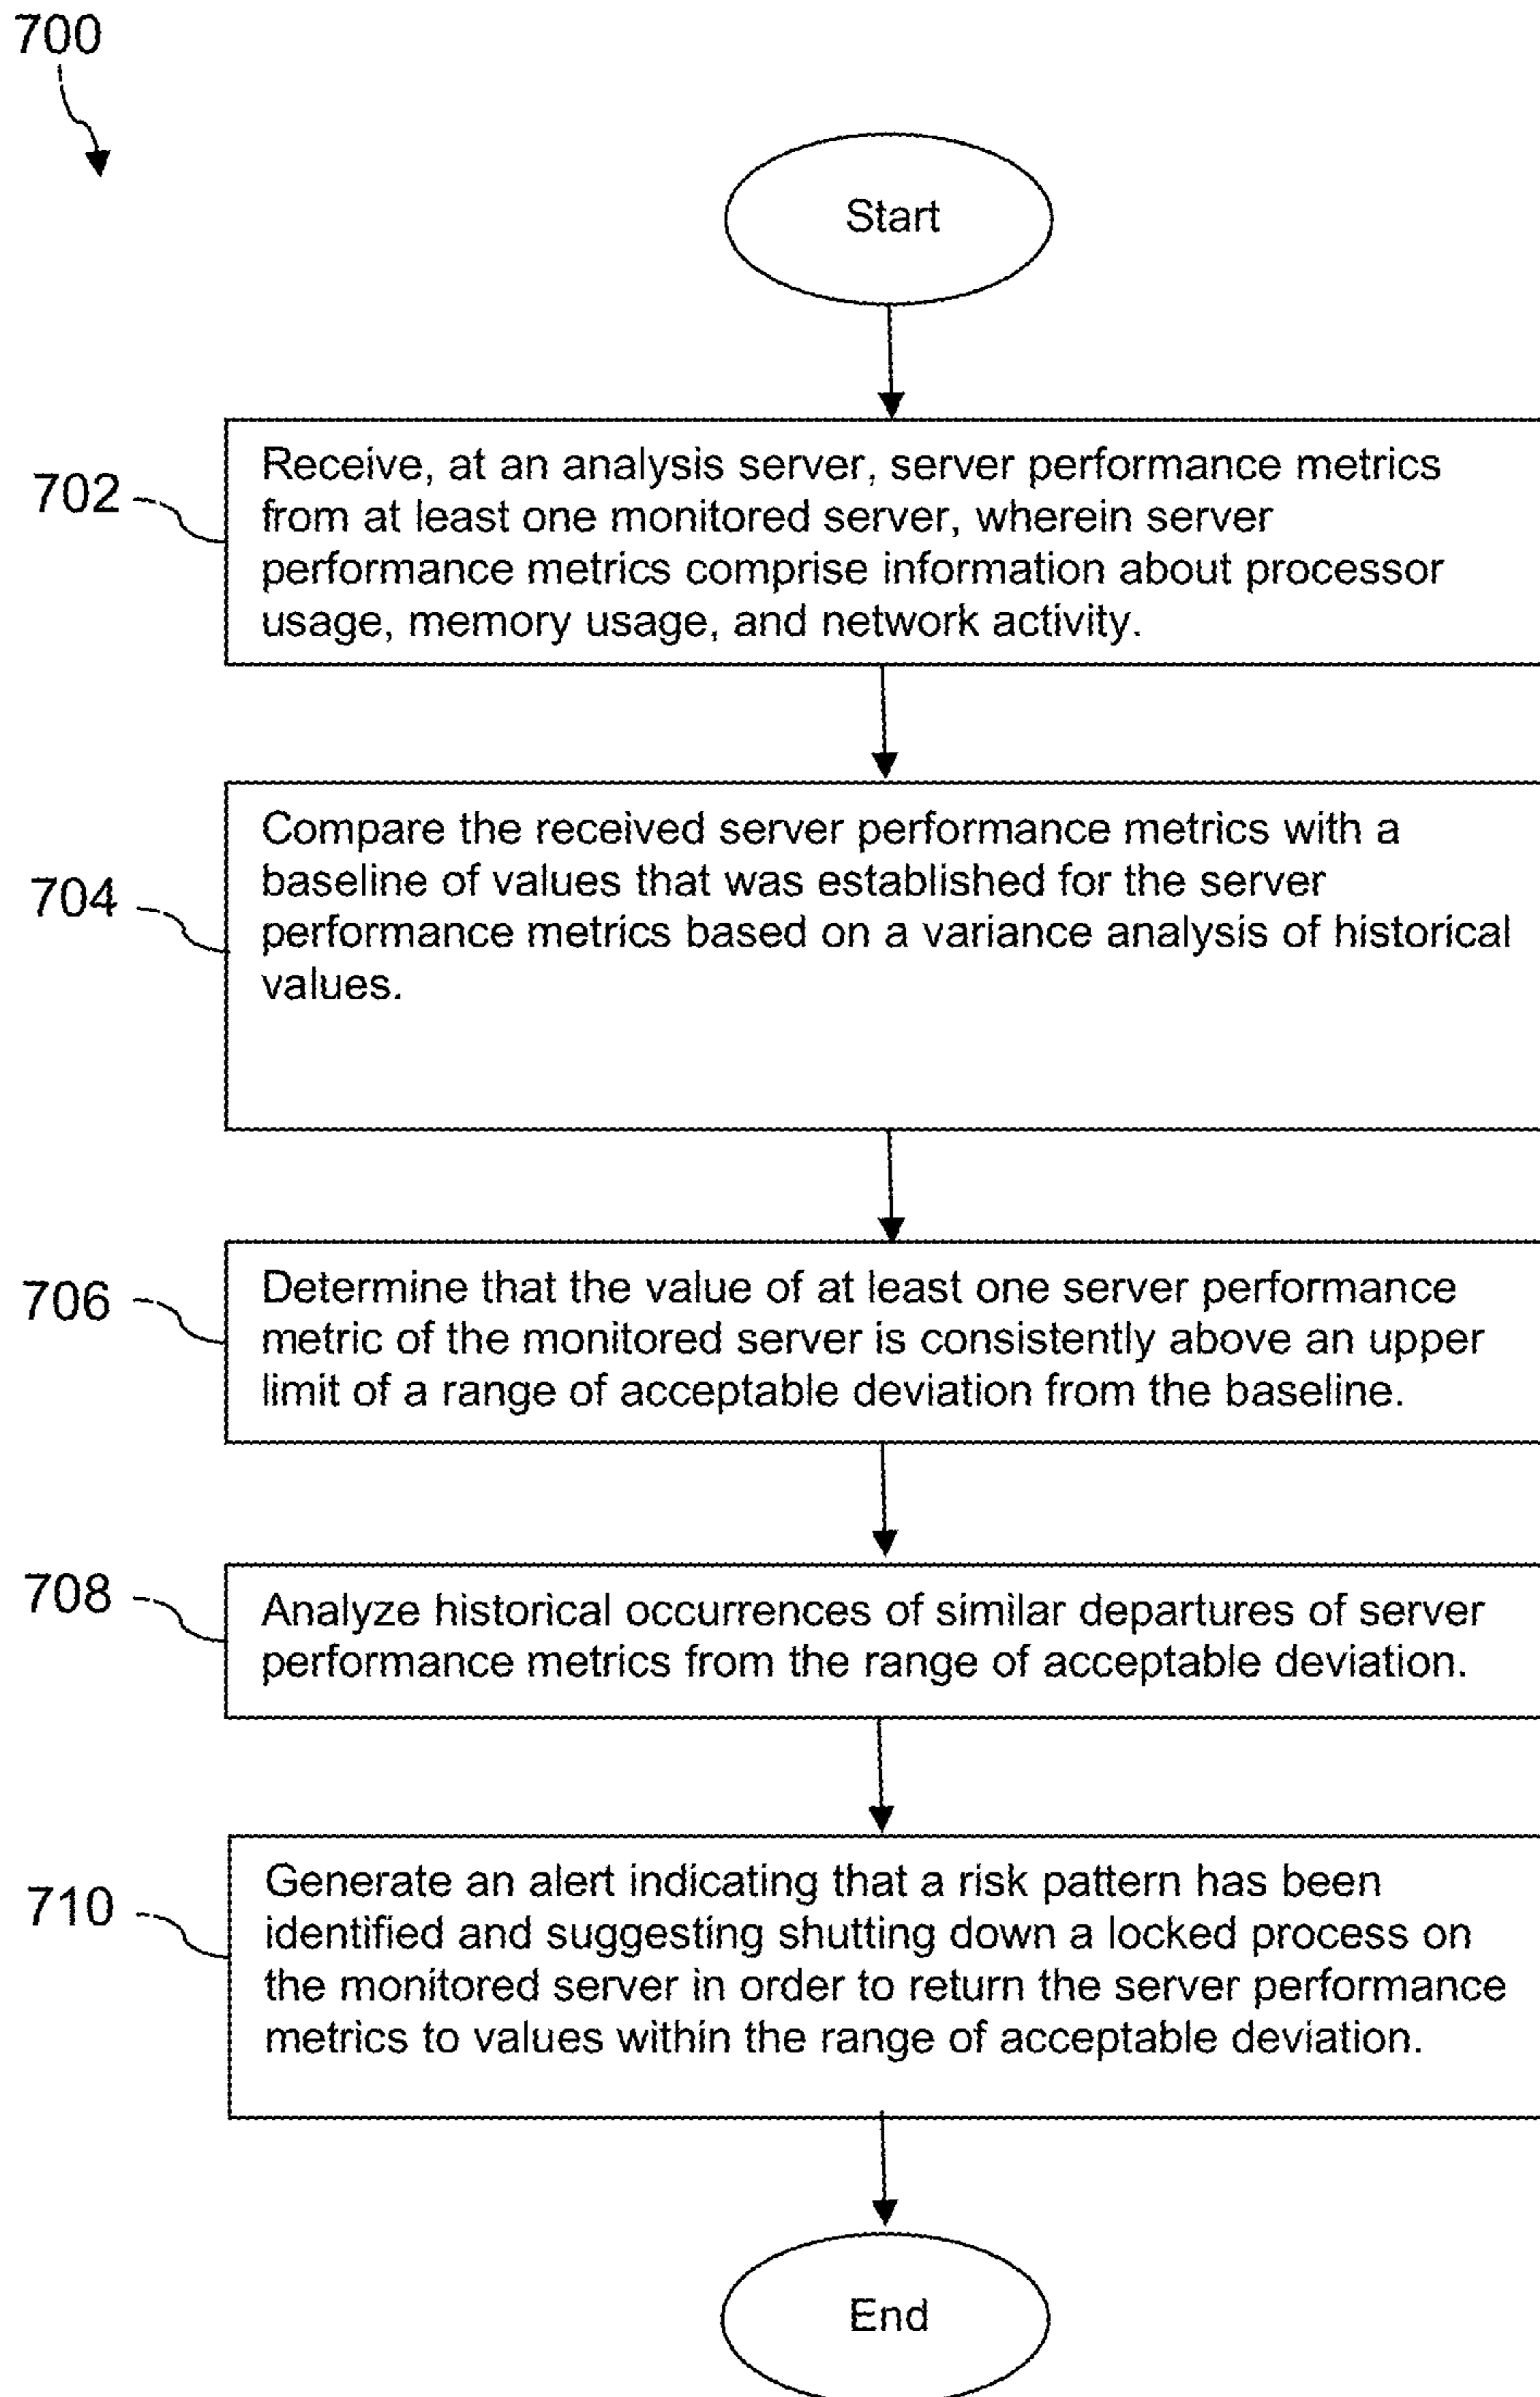 700
Start
702
Receive, at an analysis server, server performance metrics
from at least one monitored server, wherein server
performance metrics comprise information about processor
usage, memory usage, and network activity.
704
Compare the received server performance metrics with a
baseline of values that was established for the server
performance metrics based on a variance analysis of historical
values.
706
Determine that the value of at least one server performance
metric of the monitored server is consistently above an upper
limit of a range of acceptable deviation from the baseline.
708
Analyze historical occurrences of similar departures of server
performance metrics from the range of acceptable deviation.
710
Generate an alert indicating that a risk pattern has been
identified and suggesting shutting down a locked process on
the monitored server in order to return the server performance
metrics to values within the range of acceptable deviation.
End